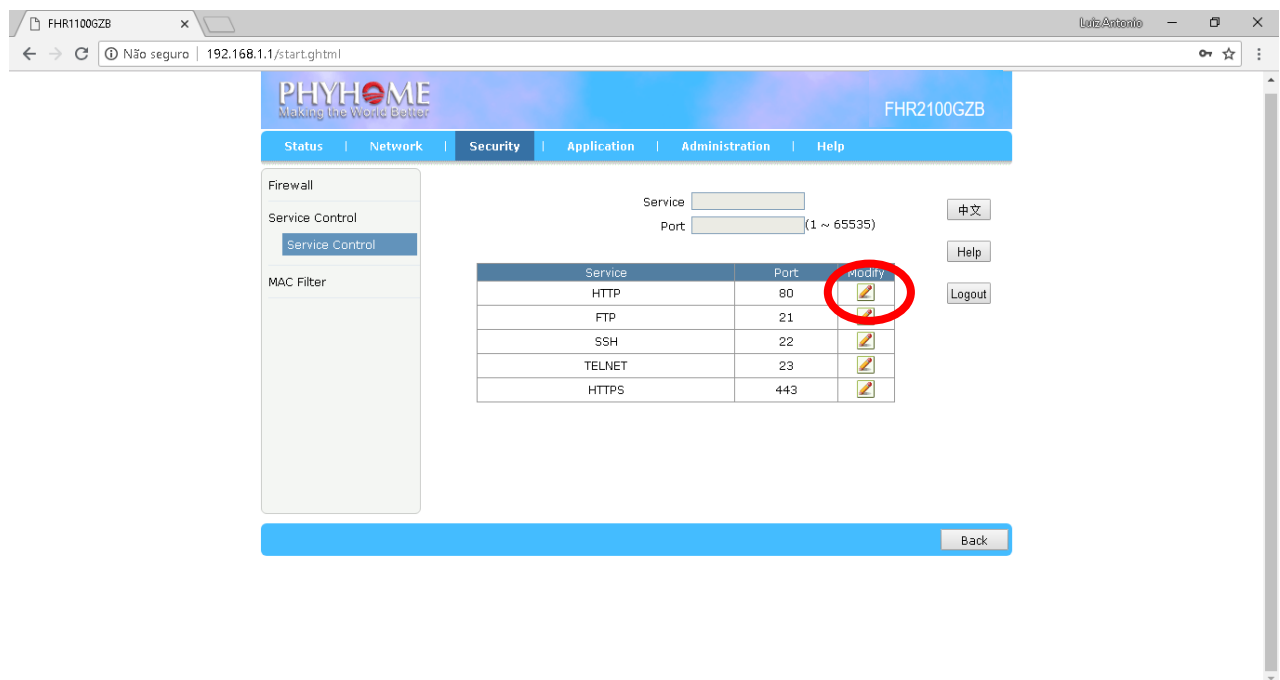 FHR1100GZB
Luiz Antonio
Não seguro | 192.168.1.1/start.ghtml
PHYHOME
Making the World Better
FHR2100GZB
Status | Network | Security | Application | Administration | Help
Firewall
Service Control
Service Control
MAC Filter
Service
Port (1 ~ 65535)
中文
Help
Logout
Service Port Modify
HTTP 80
FTP 21
SSH 22
TELNET 23
HTTPS 443
Back